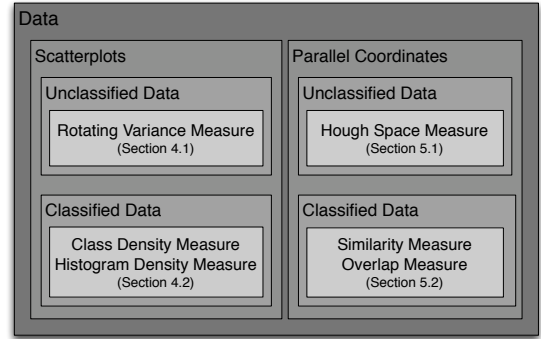 Data
Scatterplots
Unclassified Data
Rotating Variance Measure
(Section 4.1)
Classified Data
Class Density Measure
Histogram Density Measure
(Section 4.2)
Parallel Coordinates
Unclassified Data
Hough Space Measure
(Section 5.1)
Classified Data
Similarity Measure
Overlap Measure
(Section 5.2)